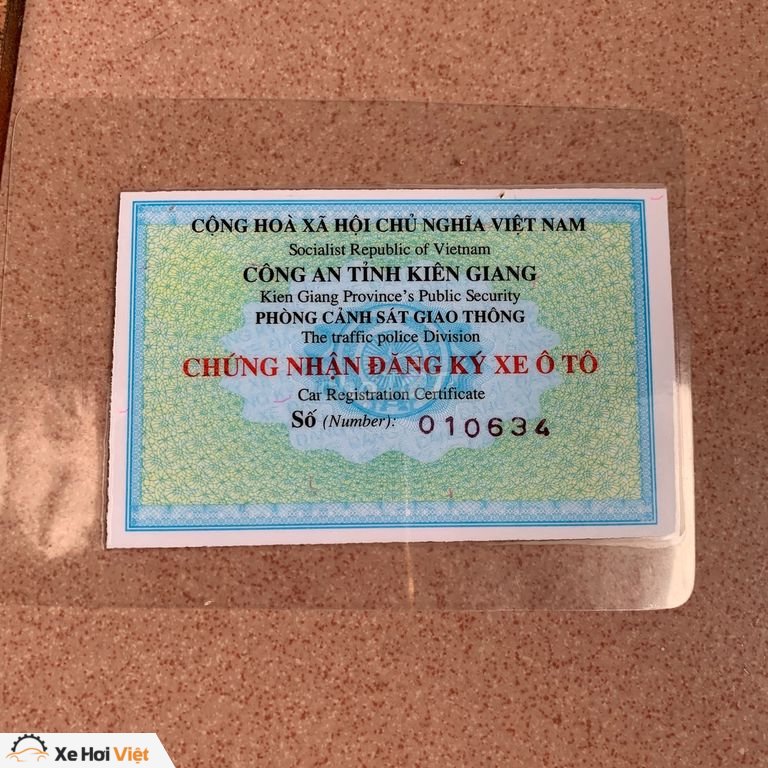 CỘNG HOÀ XÃ HỘI CHỦ NGHĨA VIỆT NAM
Socialist Republic of Vietnam
CÔNG AN TỈNH KIÊN GIANG
Kien Giang Province's Public Security
PHÒNG CẢNH SÁT GIAO THÔNG
The traffic police Division
CHỨNG NHẬN ĐĂNG KÝ XE Ô TÔ
Car Registration Certificate
Số (Number): 010634
Xe Hơi Việt